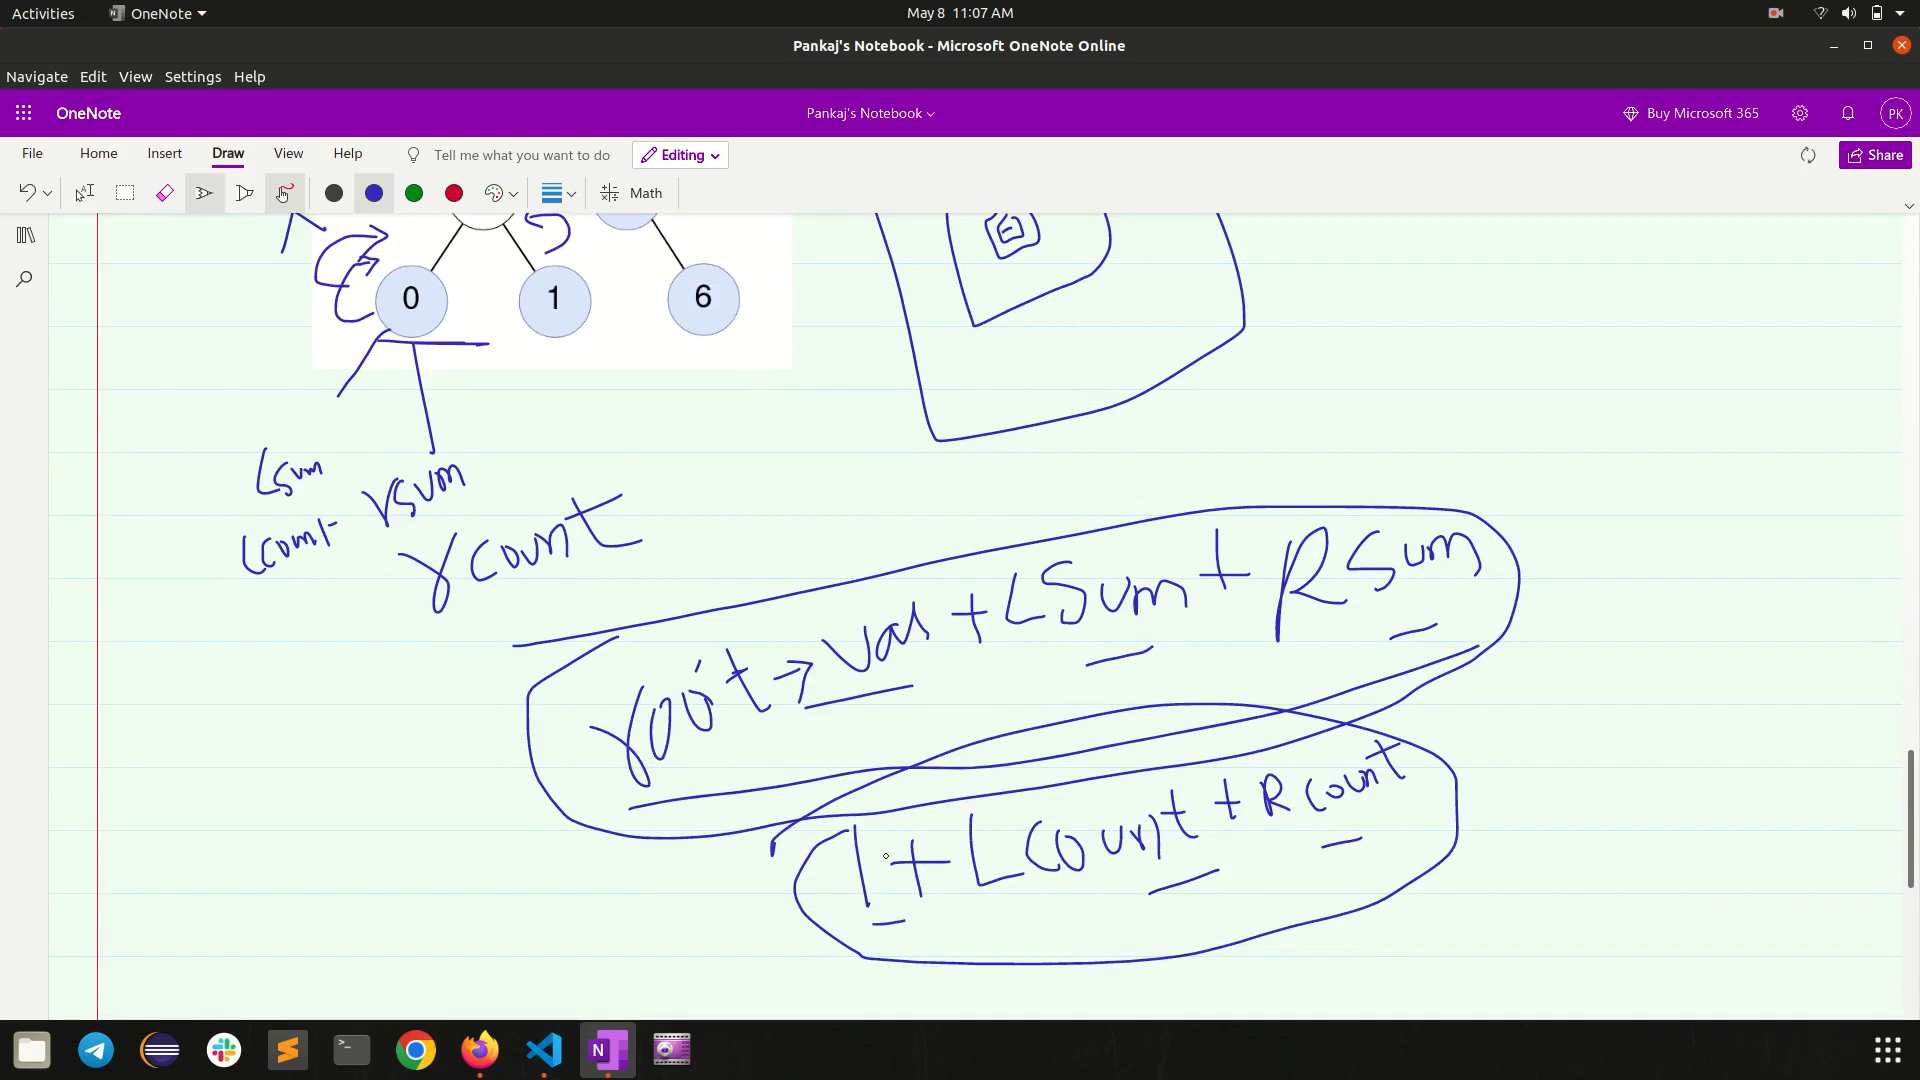 Activities OneNote May 8 11:07 AM
Pankaj's Notebook - Microsoft OneNote Online
Navigate Edit View Settings Help
OneNote Pankaj's Notebook Buy Microsoft 365 PK
File Home Insert Draw View Help Tell me what you want to do Editing Share
Math
0 1 6
Lsum
rsum
Lcount
rcount
root → val + LSum + RSum
1 + LCount + RCount
>_
N